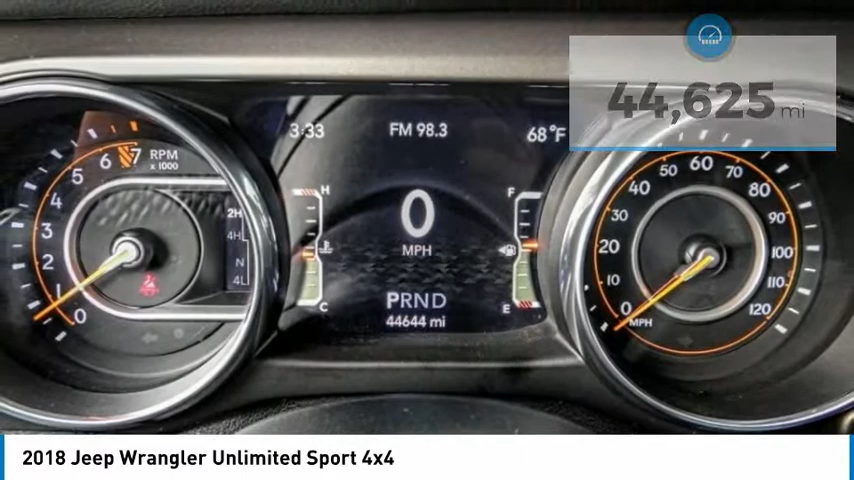 44,625 mi
3:33 FM 98.3 68°F
0
MPH
PRND
44644 mi
H
C
F
E
0
1
2
3
4
5
6
7
RPM
x 1000
2H
4H
N
4L
0
10
20
30
40
50
60
70
80
90
100
110
120
MPH
2018 Jeep Wrangler Unlimited Sport 4x4